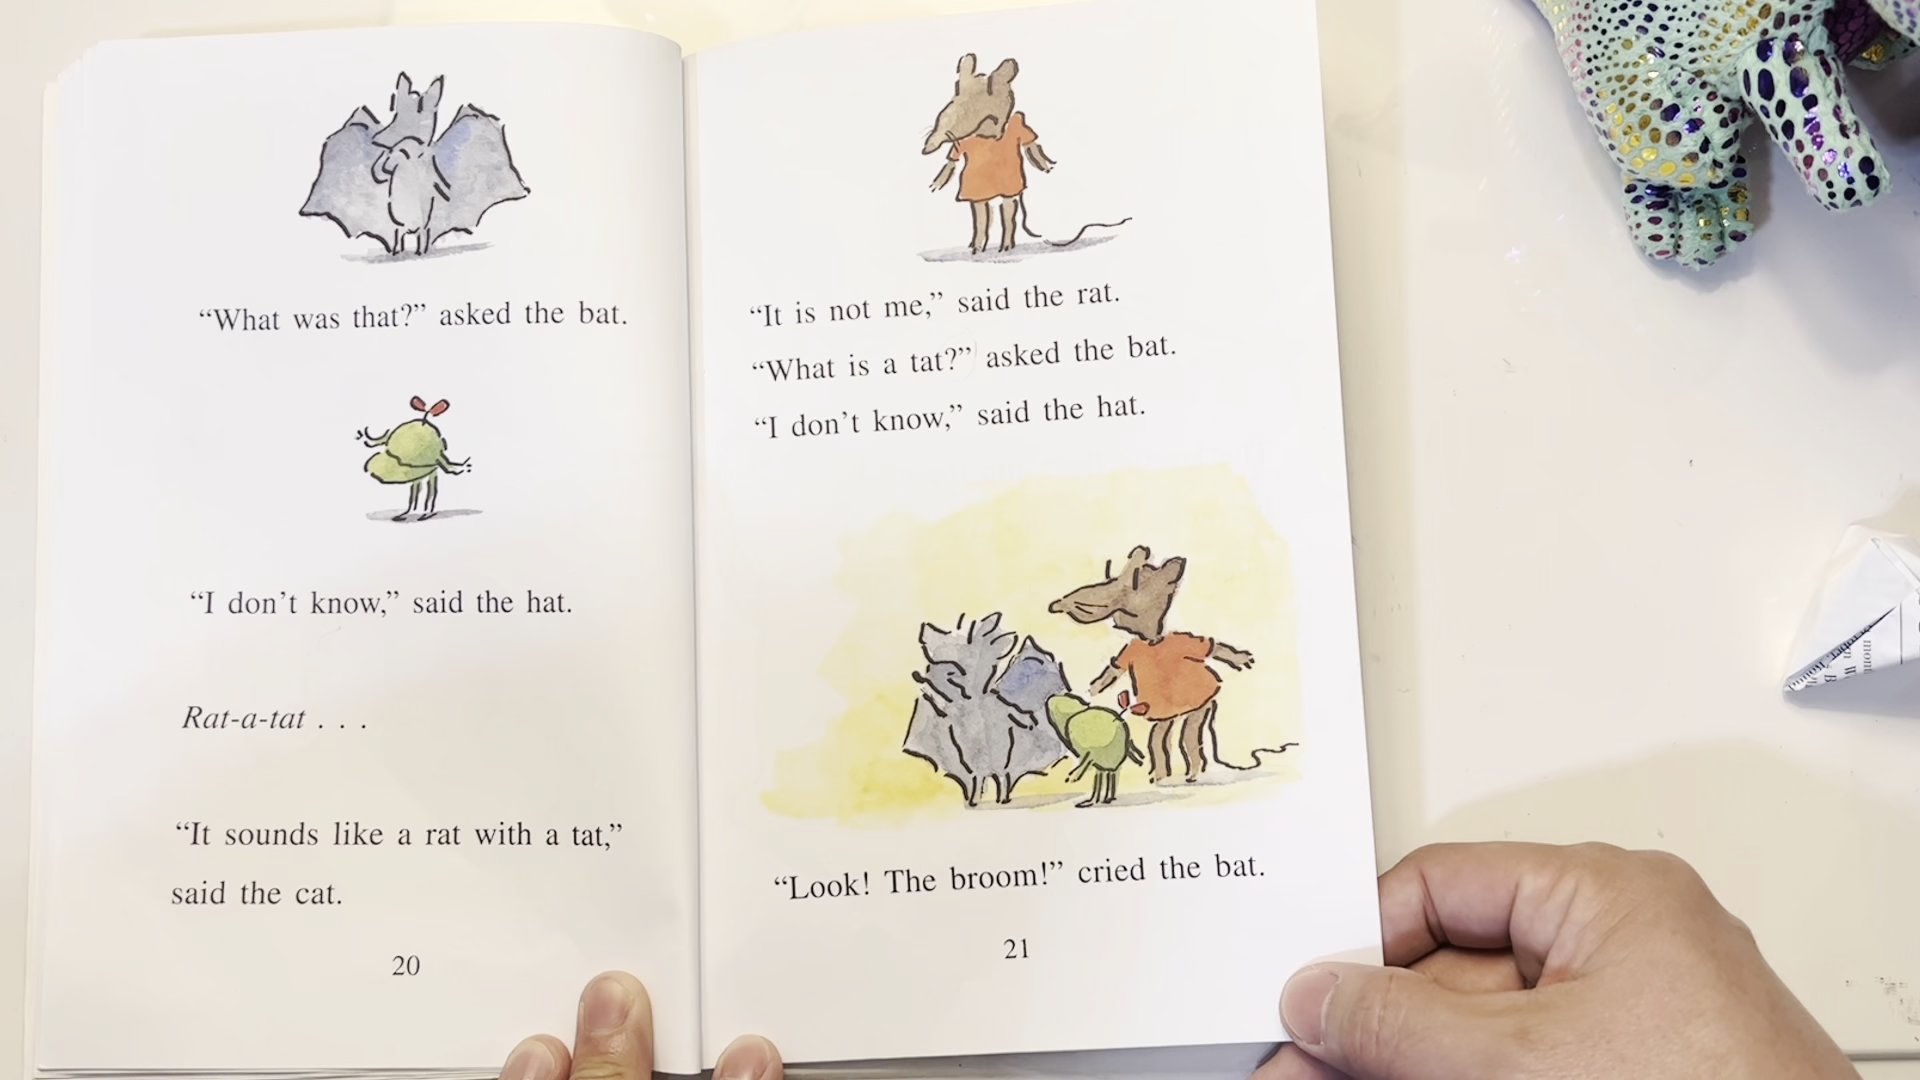 “What was that?” asked the bat.
“I don’t know,” said the hat.
Rat-a-tat . . .
“It sounds like a rat with a tat,”
said the cat.
20
“It is not me,” said the rat.
“What is a tat?” asked the bat.
“I don’t know,” said the hat.
“Look! The broom!” cried the bat.
21